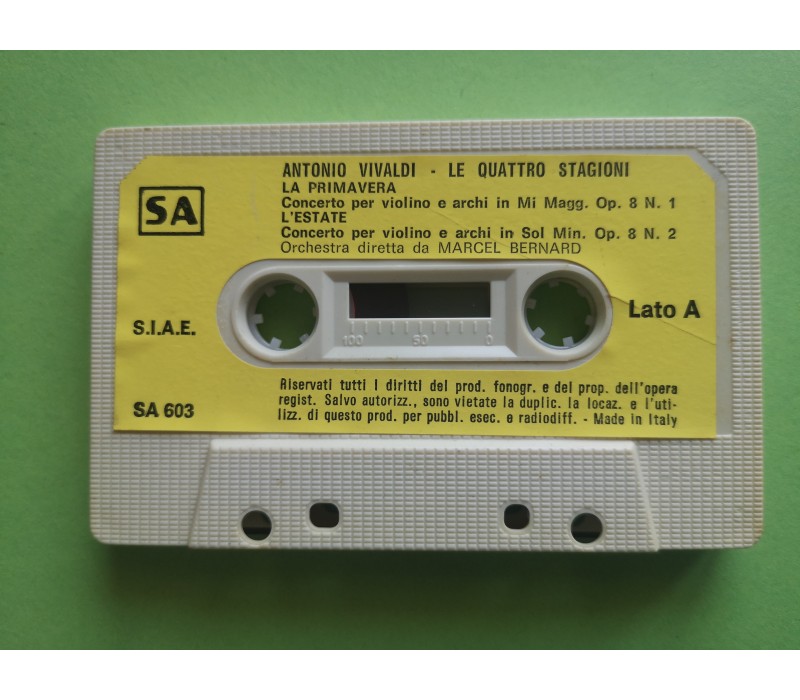 ANTONIO VIVALDI - LE QUATTRO STAGIONI
LA PRIMAVERA
Concerto per violino e archi in Mi Magg. Op. 8 N. 1
L'ESTATE
Concerto per violino e archi in Sol Min. Op. 8 N. 2
Orchestra diretta da MARCEL BERNARD
SA
S.I.A.E.
Lato A
100 50 0
SA 603
Riservati tutti i diritti del prod. fonogr. e del prop. dell'opera
regist. Salvo autorizz., sono vietate la duplic. la locaz. e l'uti-
lizz. di questo prod. per pubbl. esec. e radiodiff. - Made in Italy